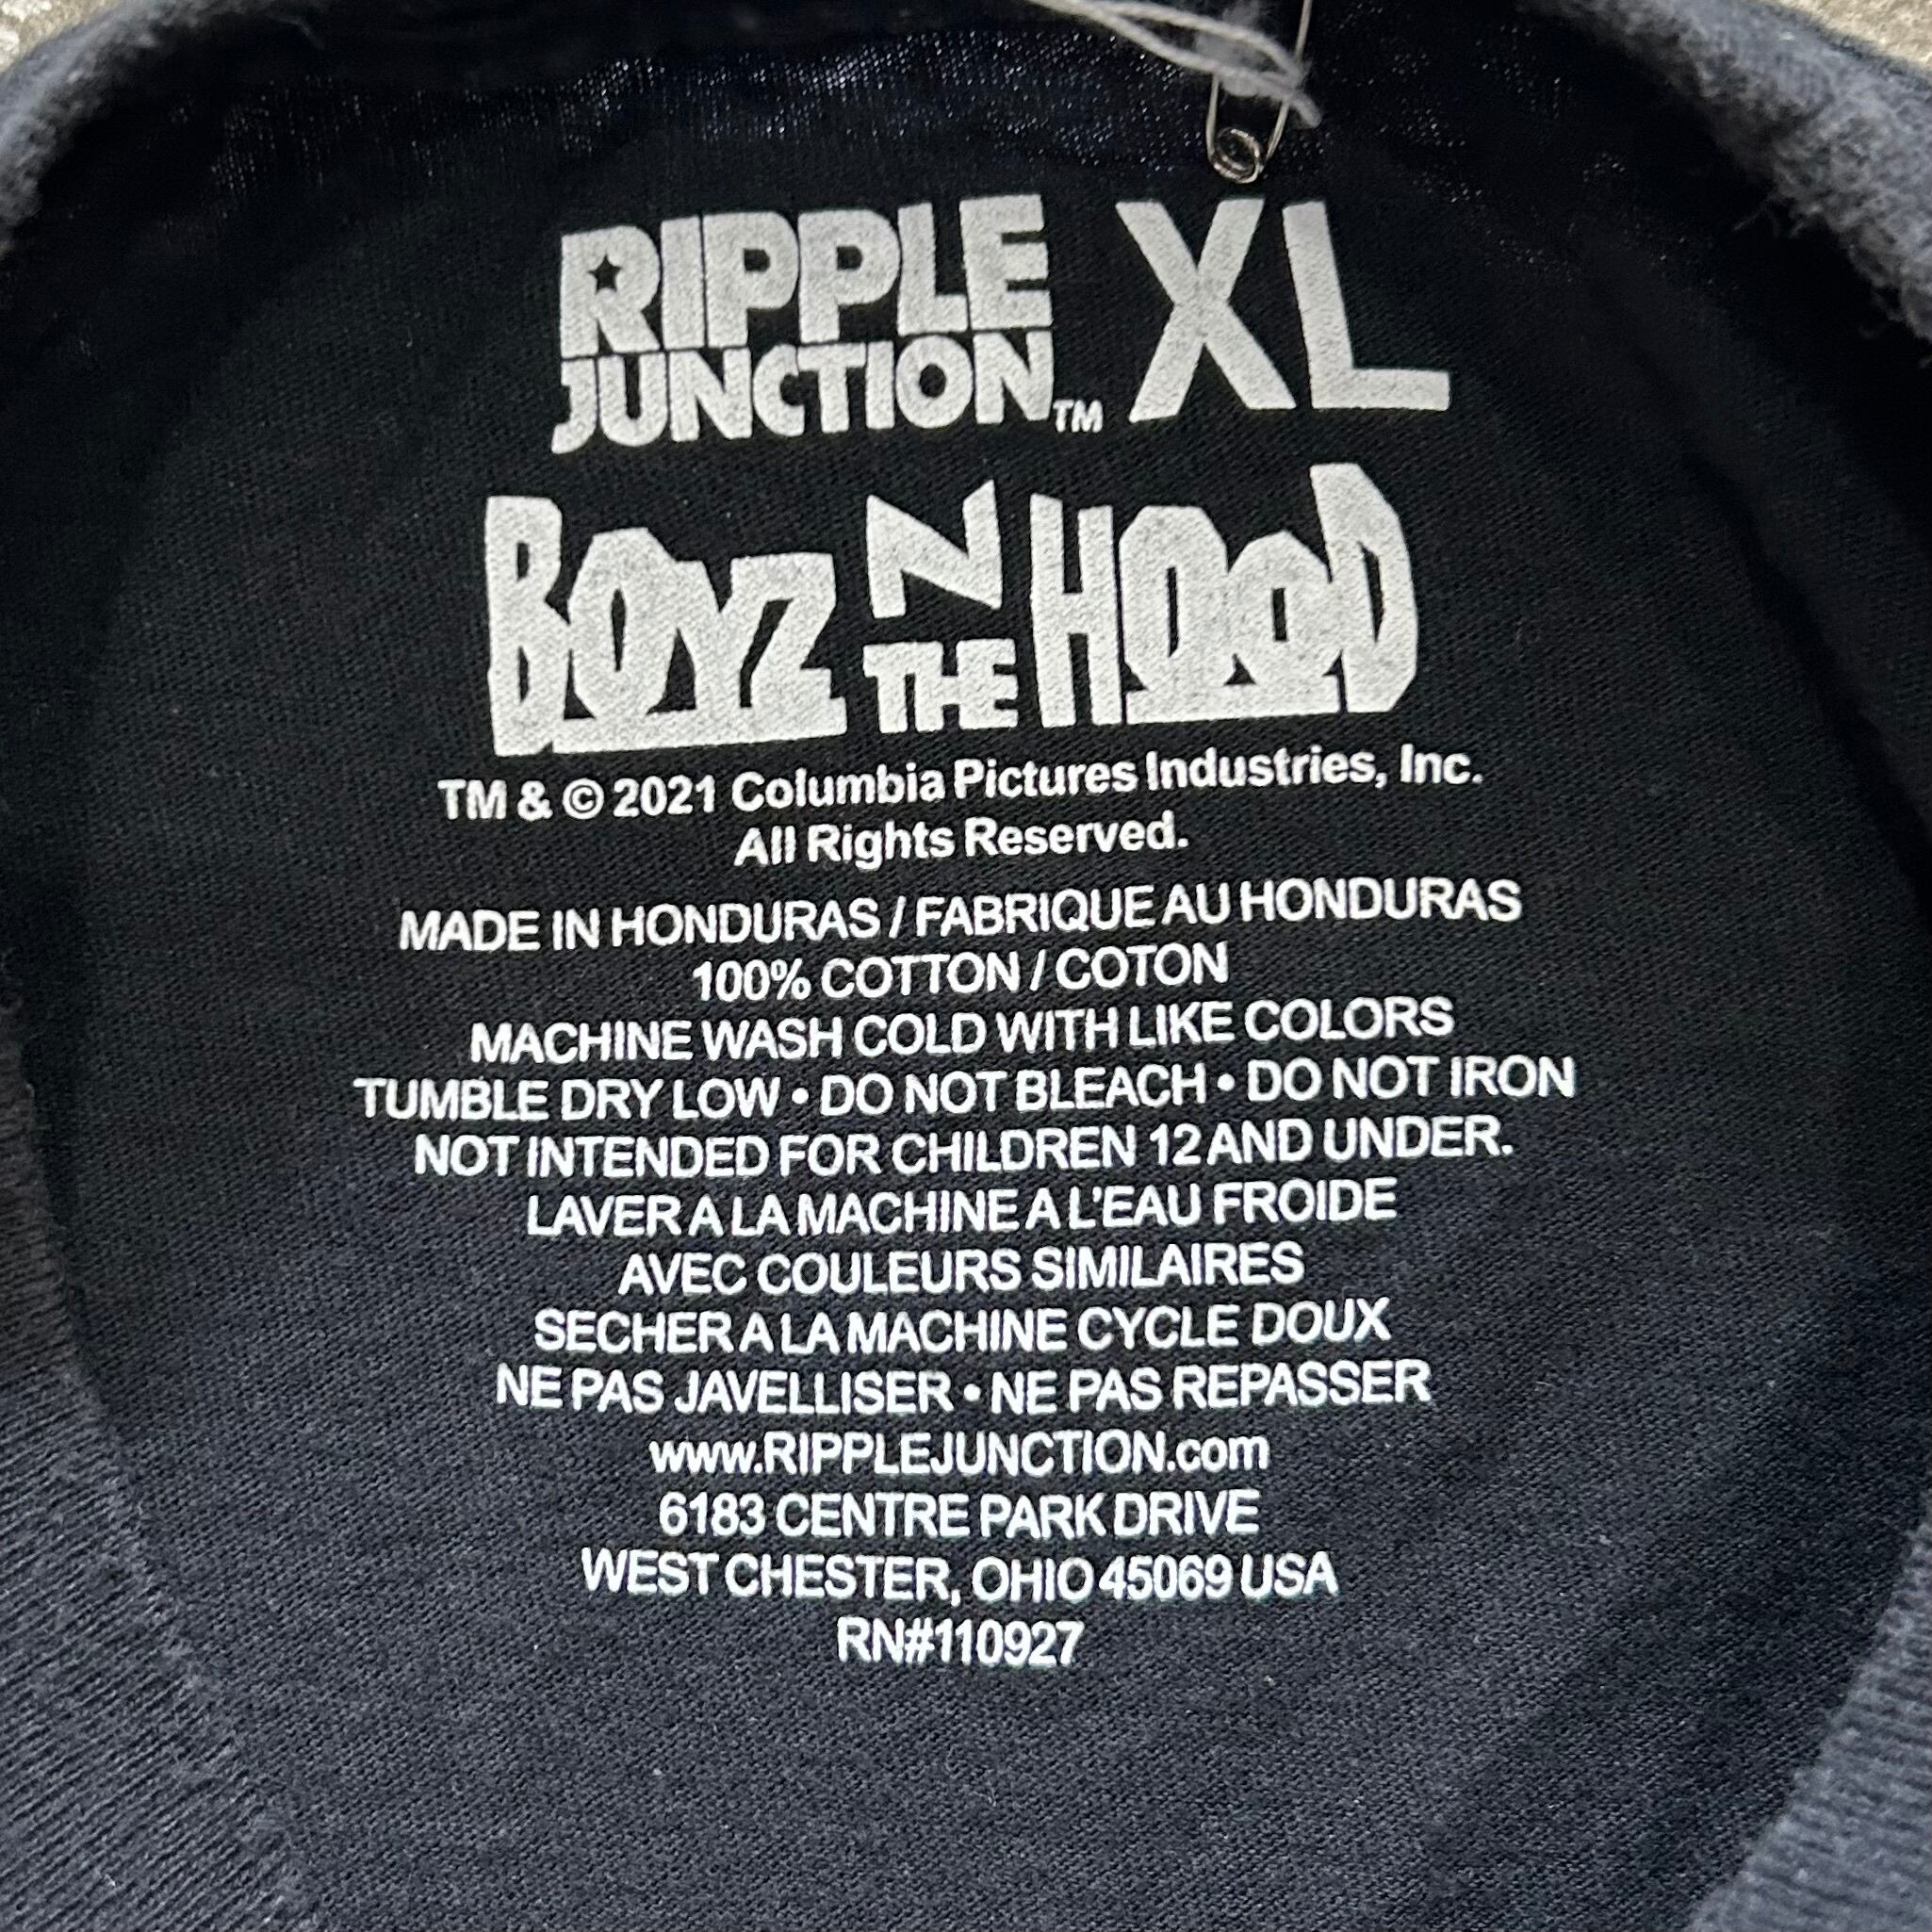 RIPPLE JUNCTION™ XL
BOYZ N THE HOOD
TM & © 2021 Columbia Pictures Industries, Inc.
All Rights Reserved.
MADE IN HONDURAS / FABRIQUE AU HONDURAS
100% COTTON / COTON
MACHINE WASH COLD WITH LIKE COLORS
TUMBLE DRY LOW • DO NOT BLEACH • DO NOT IRON
NOT INTENDED FOR CHILDREN 12 AND UNDER.
LAVER A LA MACHINE A L'EAU FROIDE
AVEC COULEURS SIMILAIRES
SECHER A LA MACHINE CYCLE DOUX
NE PAS JAVELLISER • NE PAS REPASSER
www.RIPPLEJUNCTION.com
6183 CENTRE PARK DRIVE
WEST CHESTER, OHIO 45069 USA
RN#110927